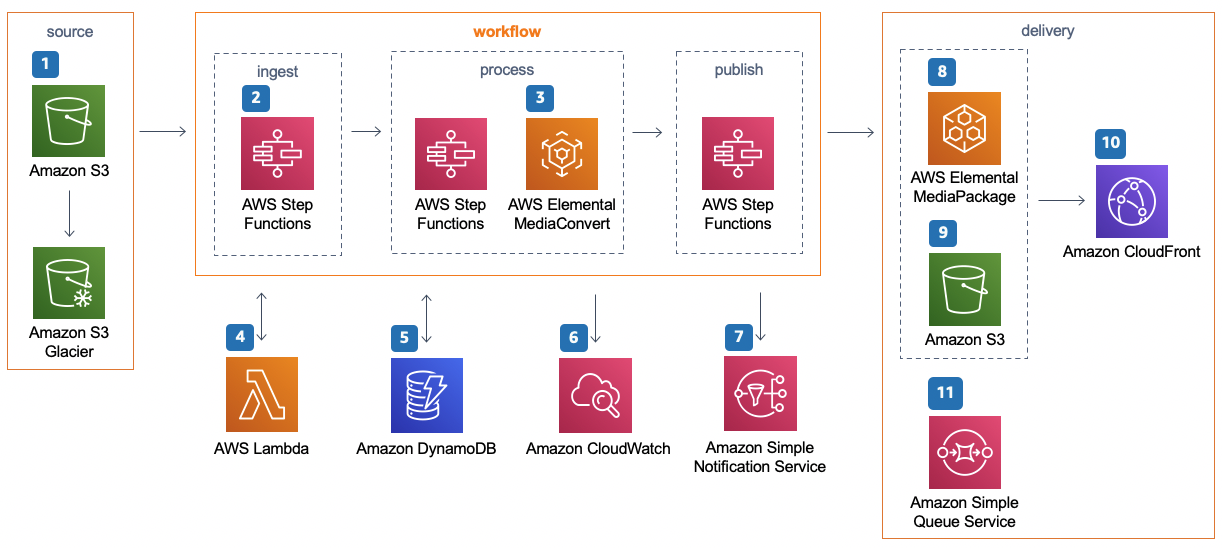 source
1
Amazon S3
Amazon S3
Glacier
workflow
ingest
2
AWS Step
Functions
process
AWS Step
Functions
3
AWS Elemental
MediaConvert
publish
AWS Step
Functions
4
AWS Lambda
5
Amazon DynamoDB
6
Amazon CloudWatch
7
Amazon Simple
Notification Service
delivery
8
AWS Elemental
MediaPackage
9
Amazon S3
10
Amazon CloudFront
11
Amazon Simple
Queue Service